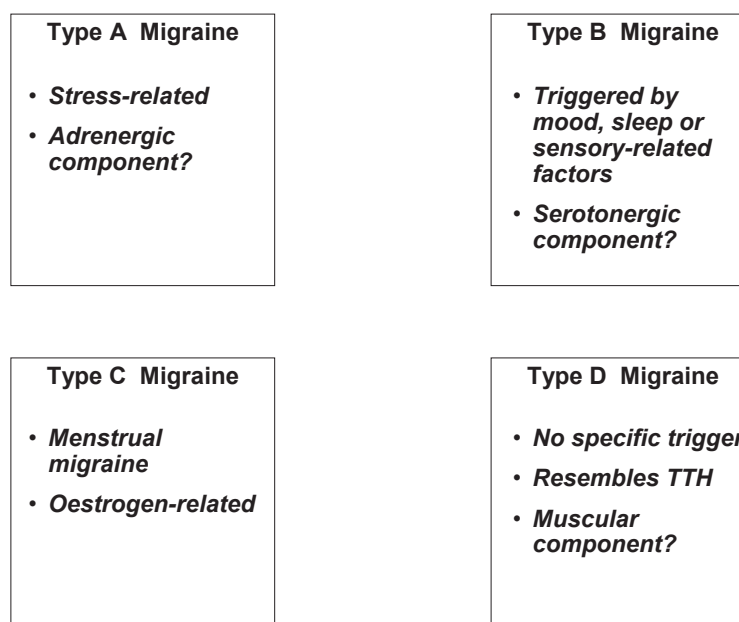 Type A Migraine
• Stress-related
• Adrenergic
component?
Type B Migraine
• Triggered by
mood, sleep or
sensory-related
factors
• Serotonergic
component?
Type C Migraine
• Menstrual
migraine
• Oestrogen-related
Type D Migraine
• No specific trigger
• Resembles TTH
• Muscular
component?